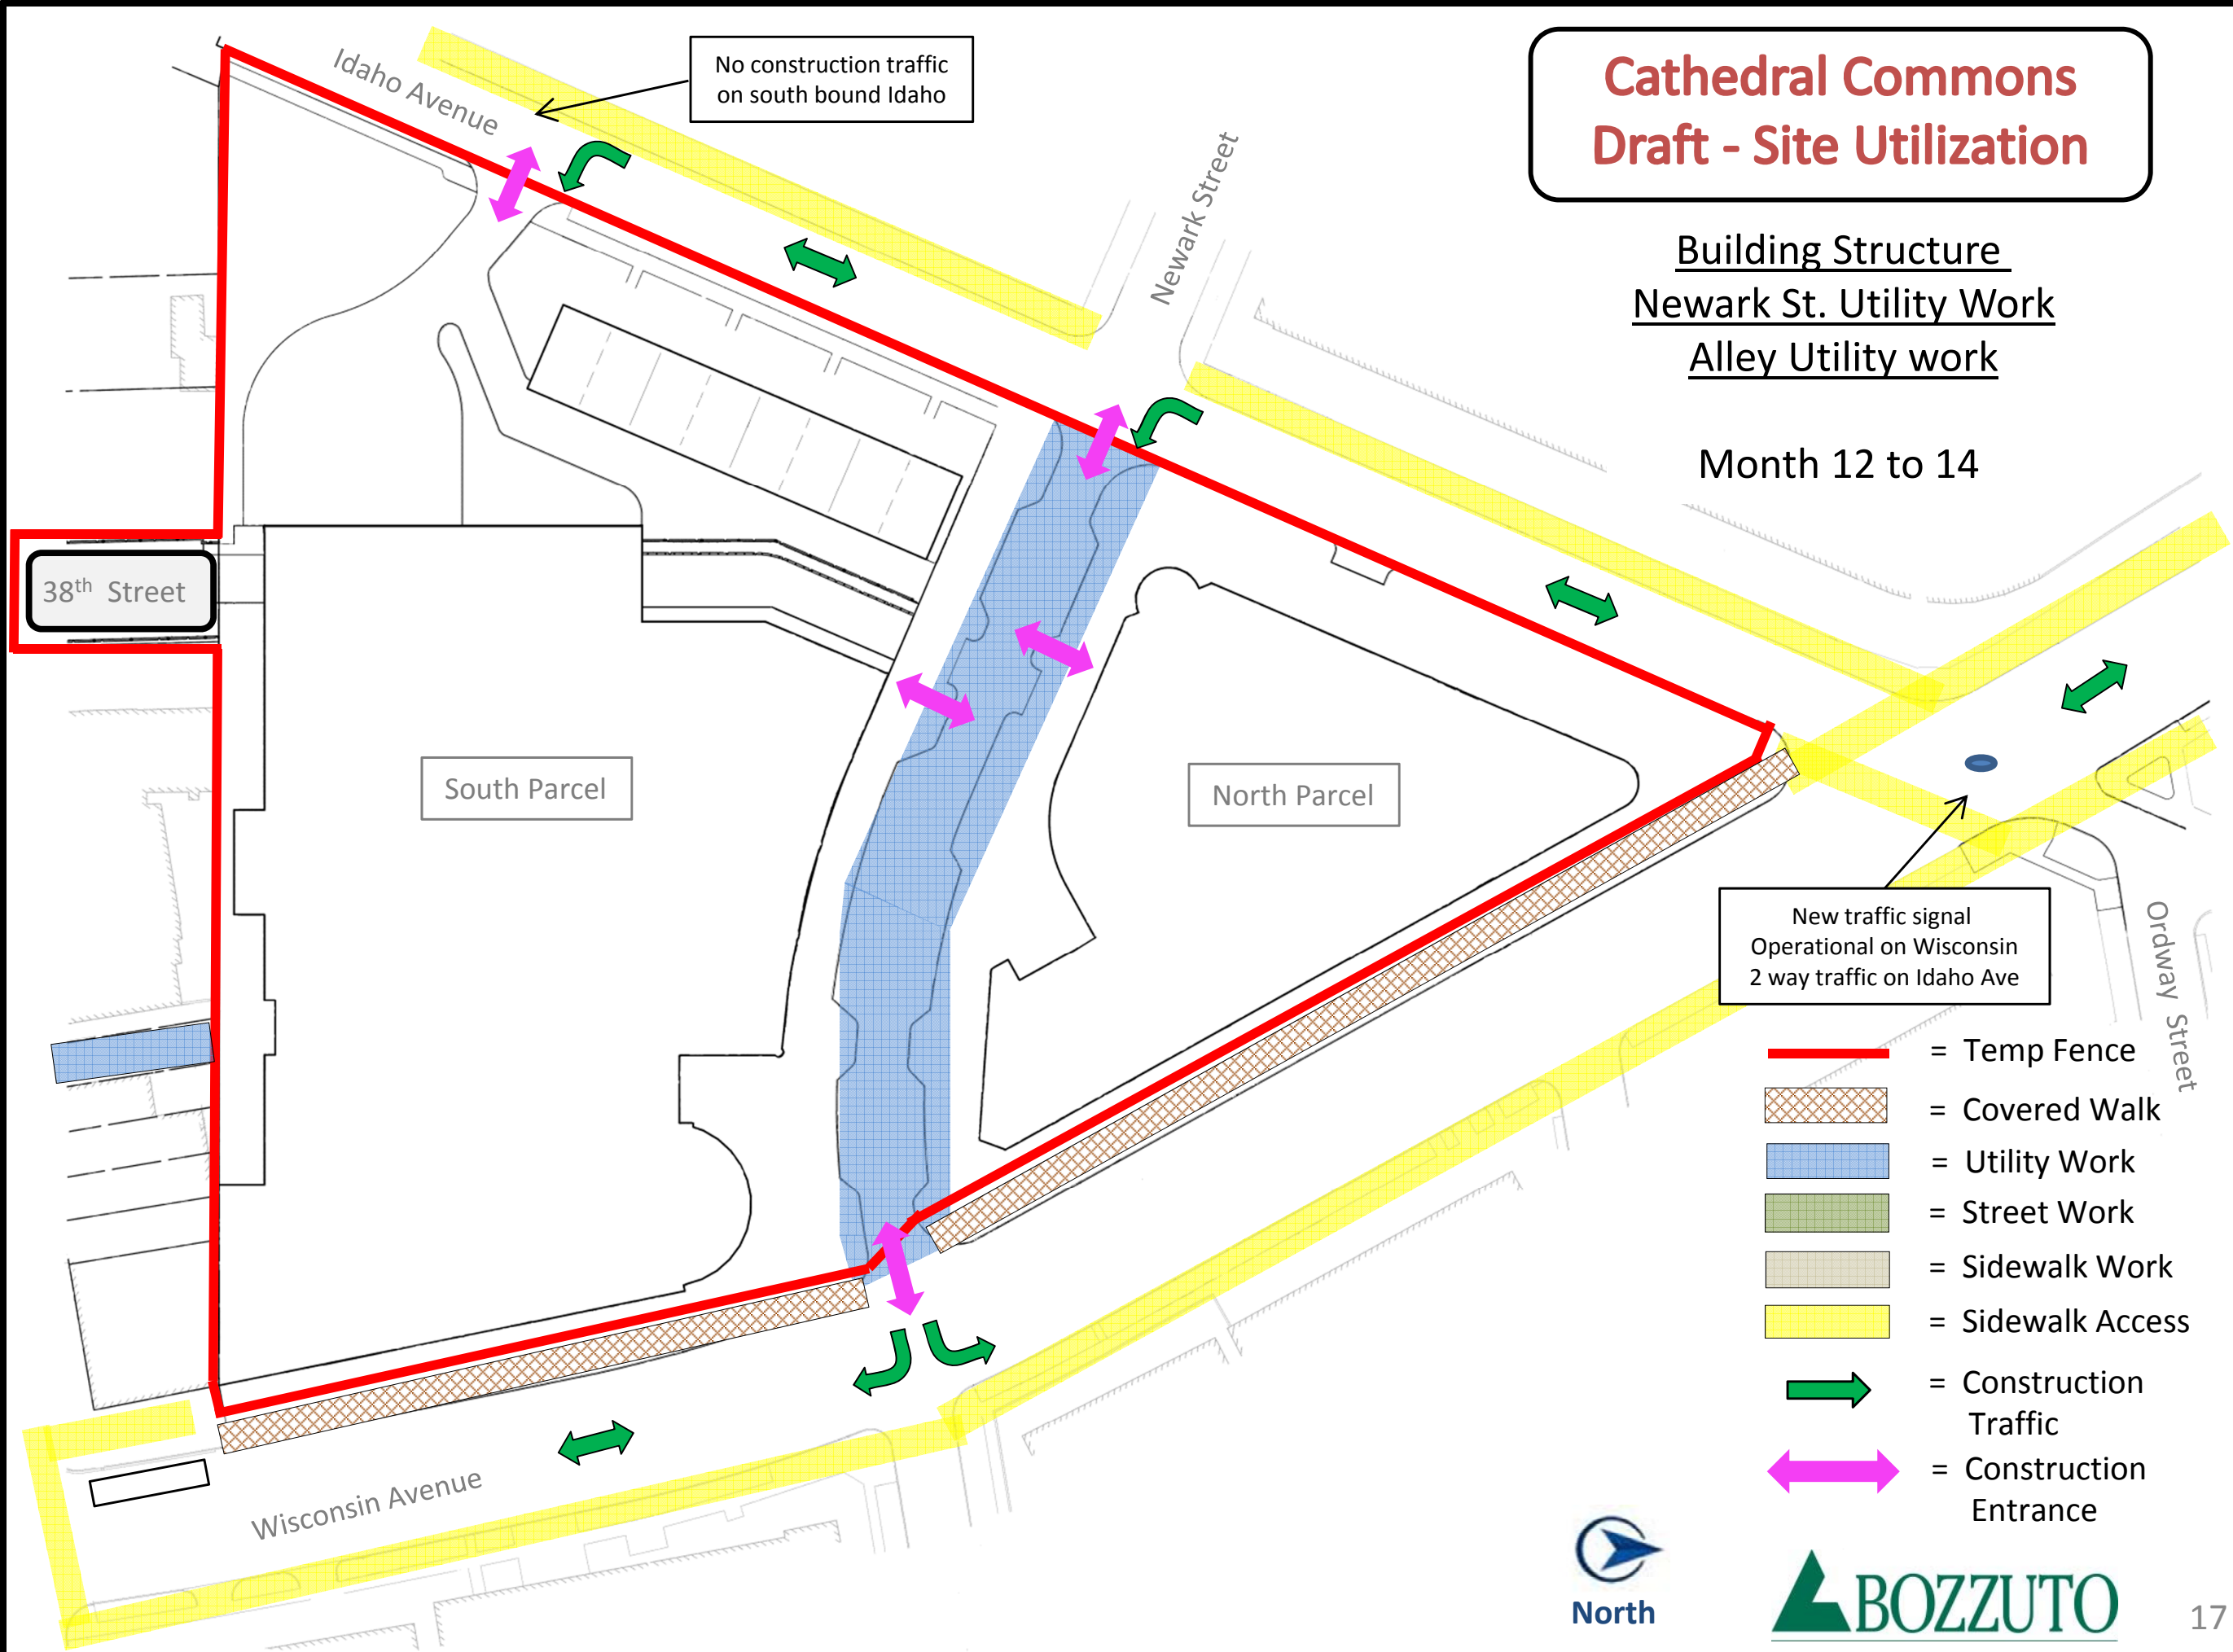 Cathedral Commons
Draft - Site Utilization
Building Structure
Newark St. Utility Work
Alley Utility work
Month 12 to 14
No construction traffic
on south bound Idaho
Idaho Avenue
Newark Street
38th Street
South Parcel
North Parcel
New traffic signal
Operational on Wisconsin
2 way traffic on Idaho Ave
Ordway Street
Wisconsin Avenue
= Temp Fence
= Covered Walk
= Utility Work
= Street Work
= Sidewalk Work
= Sidewalk Access
= Construction
Traffic
= Construction
Entrance
North
BOZZUTO
17